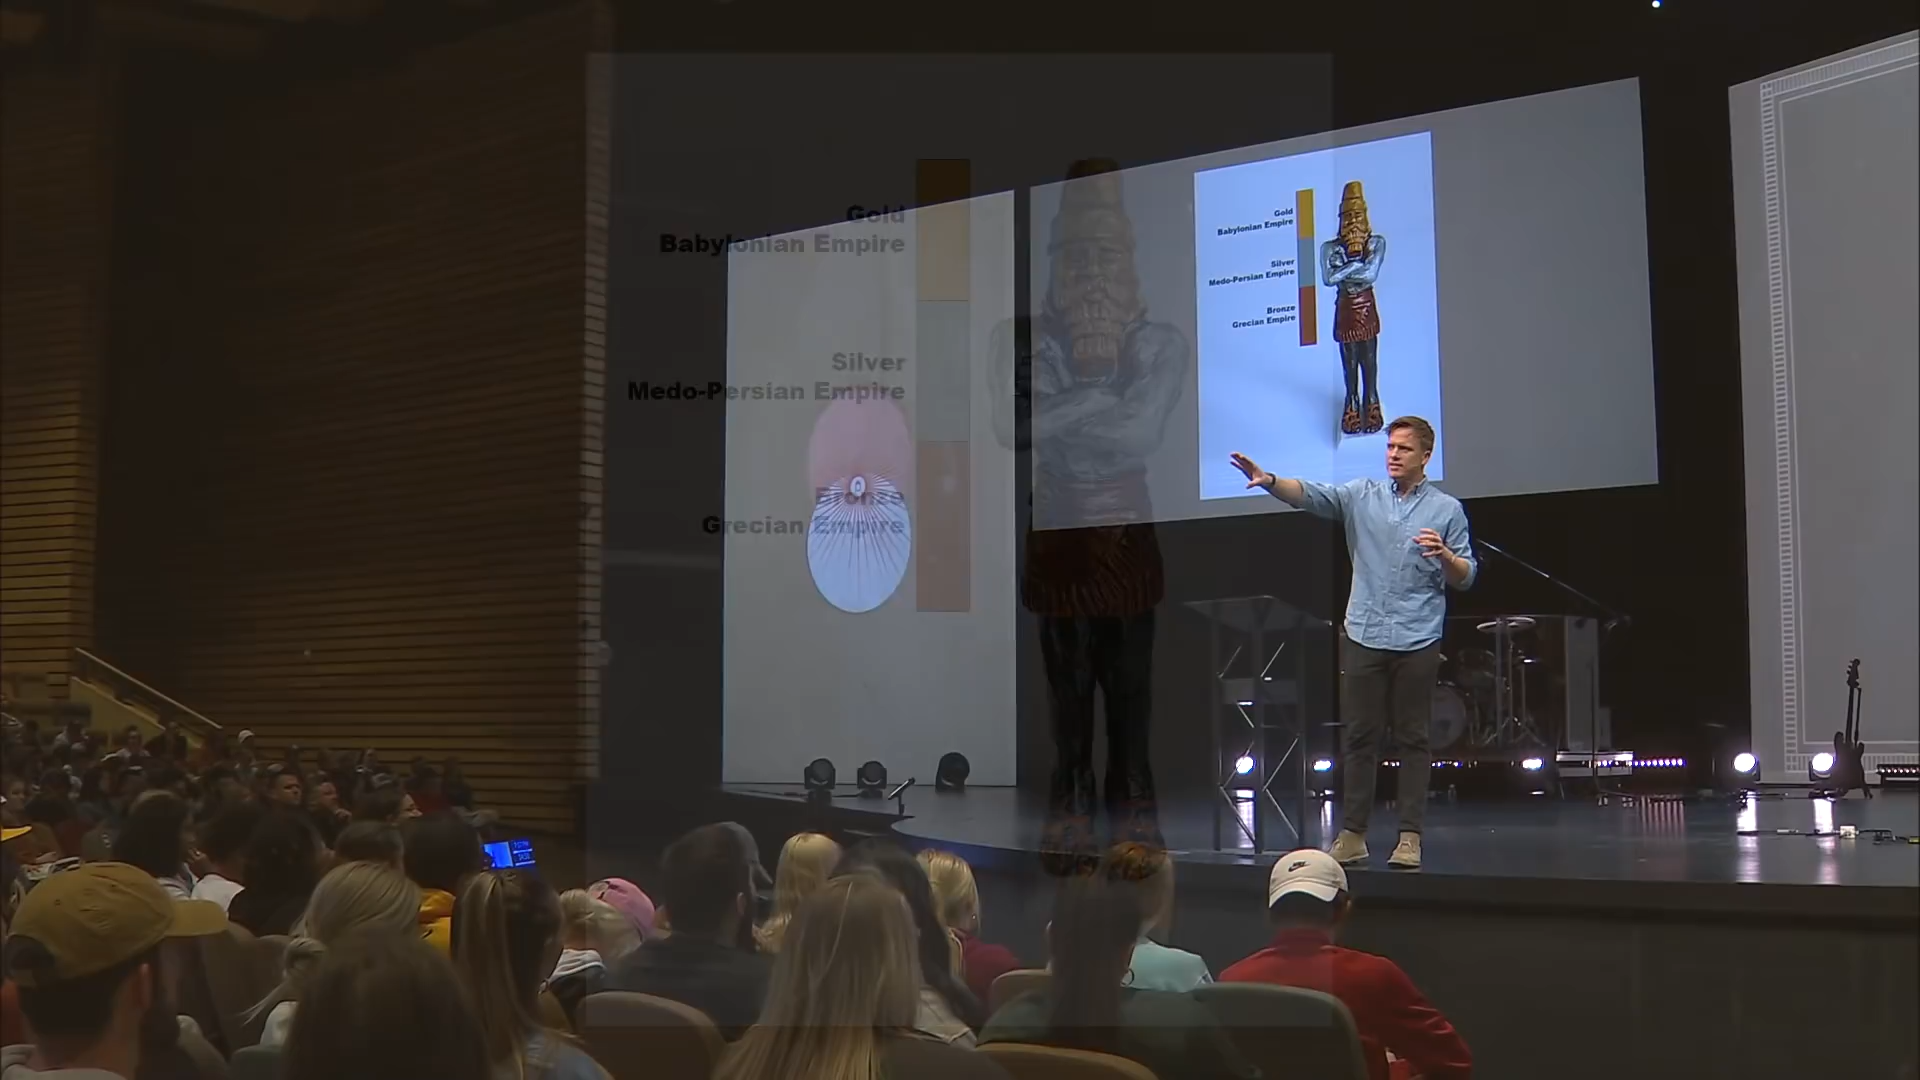 Gold
Babylonian Empire
Silver
Medo-Persian Empire
Bronze
Grecian Empire
Gold
Babylonian Empire
Silver
Medo-Persian Empire
Bronze
Grecian Empire